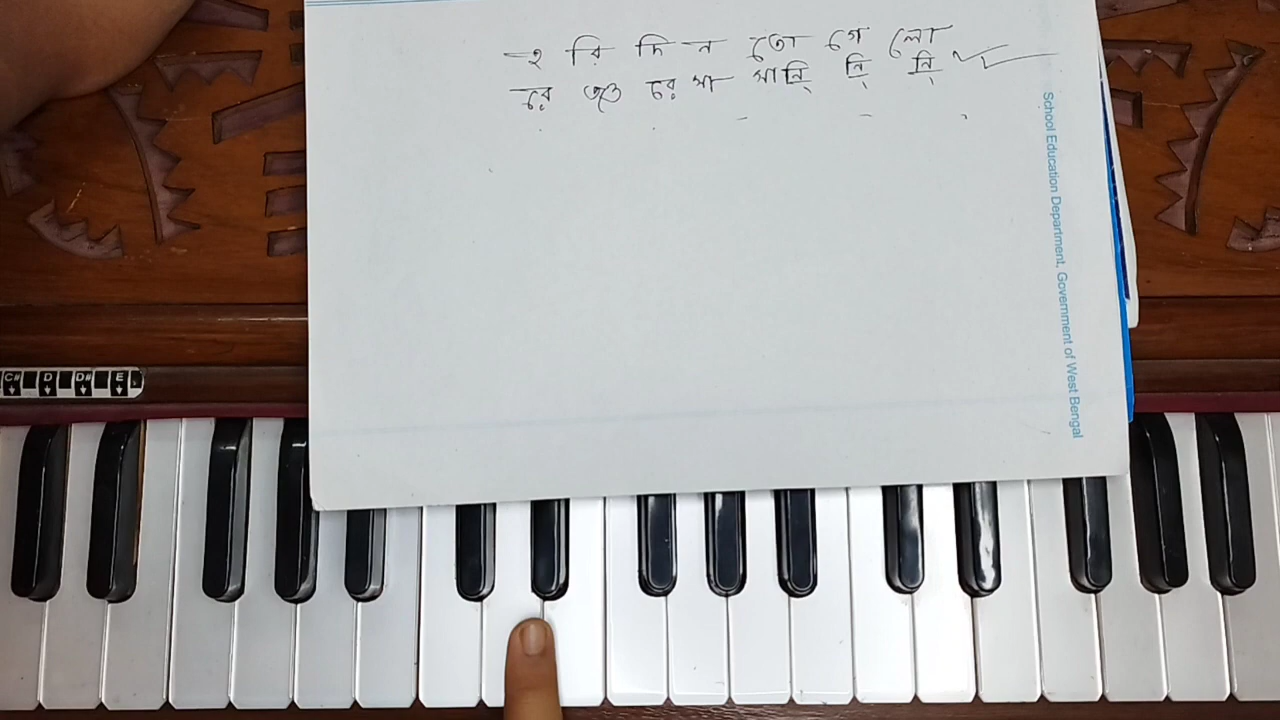 হ রি দি ন তো গে লো
রে জ্ঞ রে সা সানি্ নি্ নি্
School Education Department, Government of West Bengal
C# D D# E